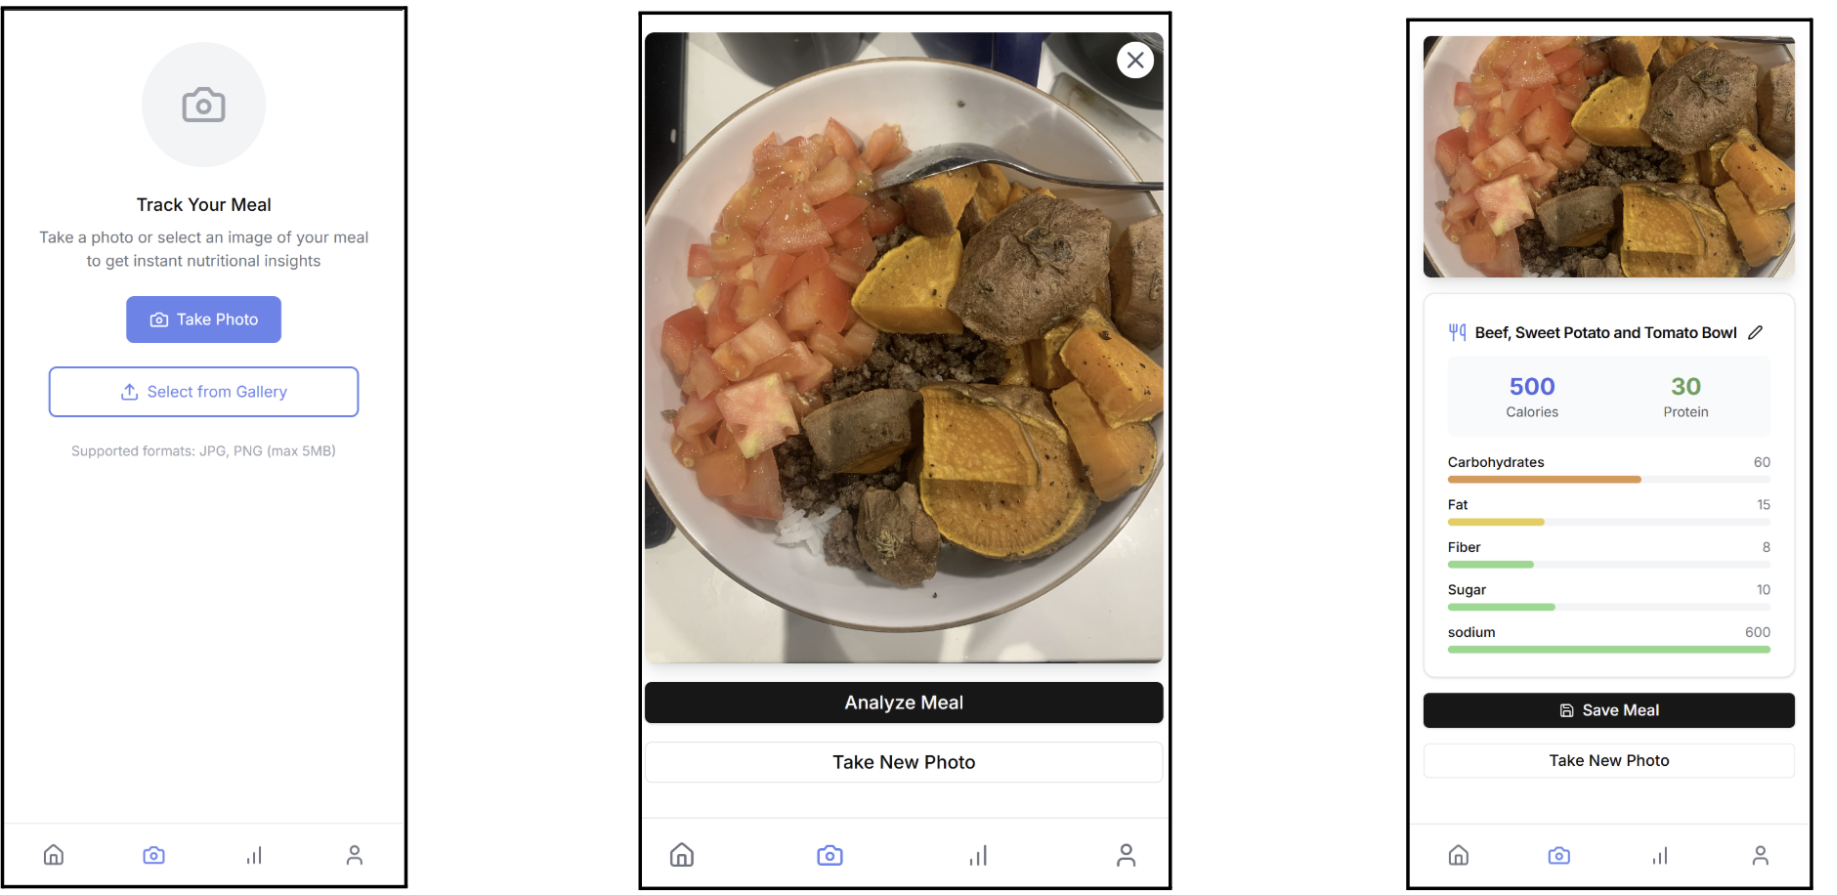 Track Your Meal
Take a photo or select an image of your meal
to get instant nutritional insights
Take Photo
Select from Gallery
Supported formats: JPG, PNG (max 5MB)
Analyze Meal
Take New Photo
Beef, Sweet Potato and Tomato Bowl
500 30
Calories Protein
Carbohydrates 60
Fat 15
Fiber 8
Sugar 10
sodium 600
Save Meal
Take New Photo